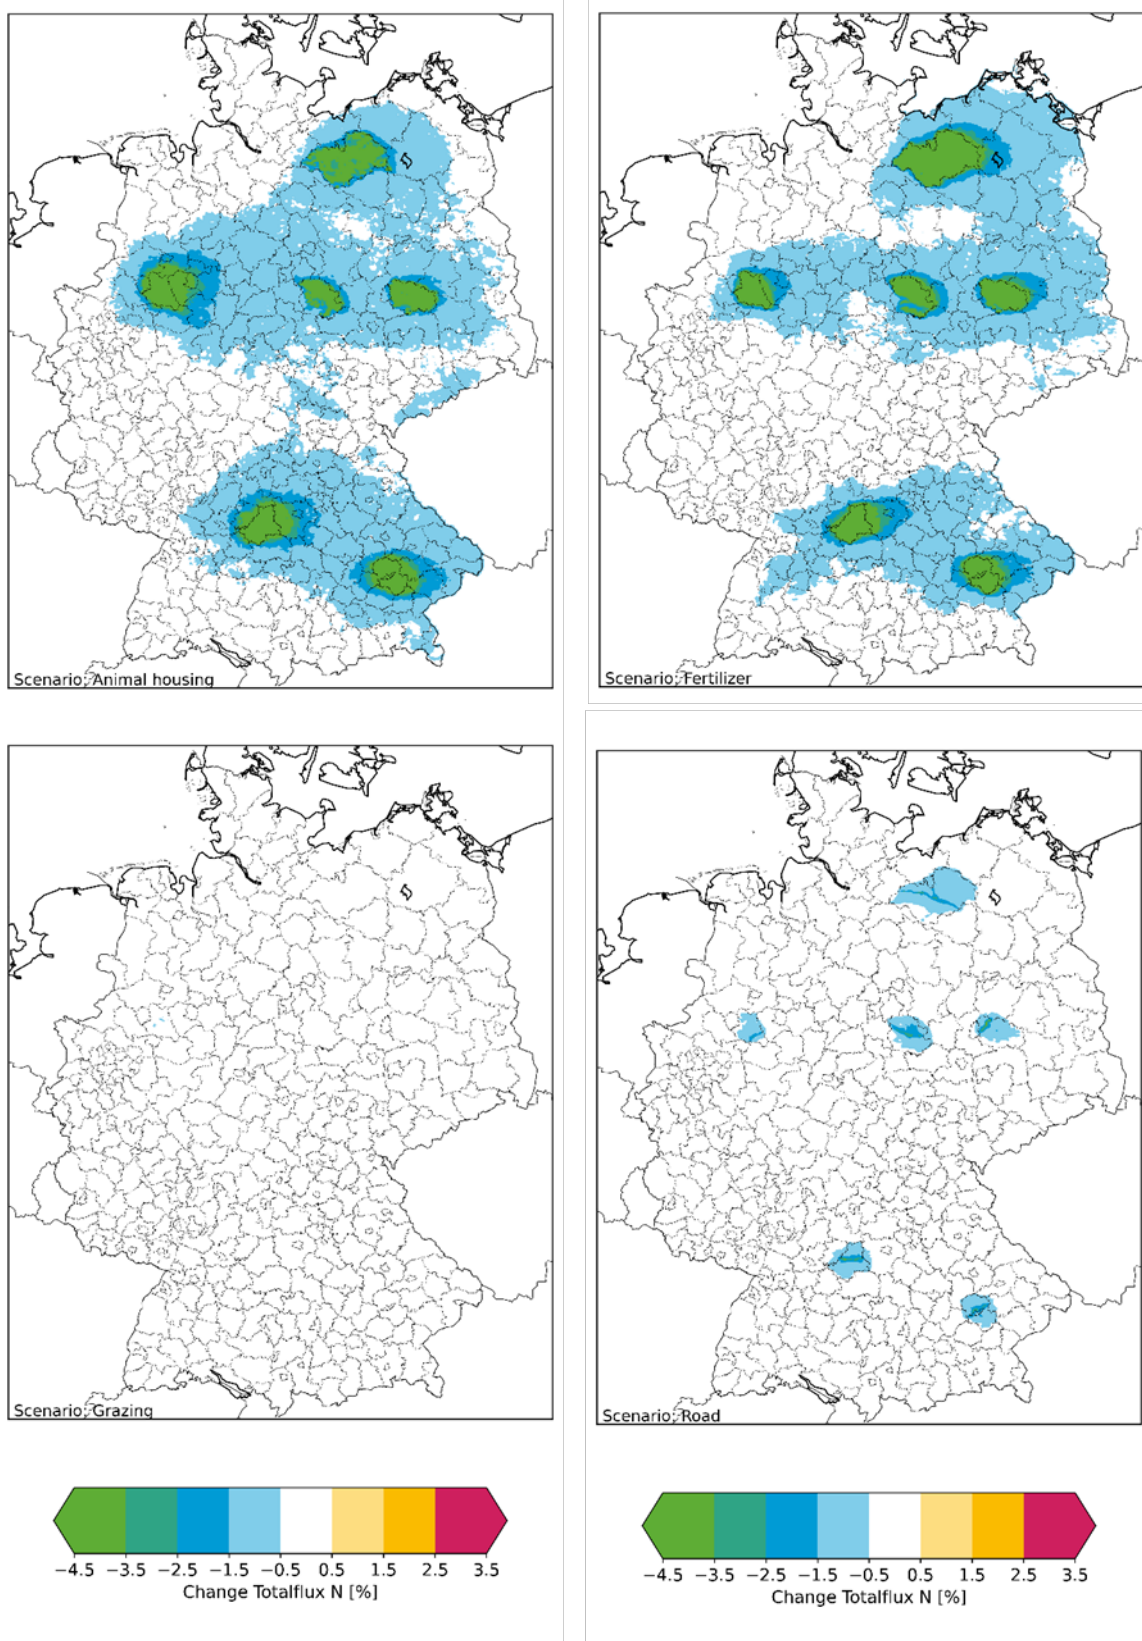 Scenario: Animal housing
Scenario: Fertilizer
Scenario: Grazing
Scenario: Road
−4.5 −3.5 −2.5 −1.5 −0.5 0.5 1.5 2.5 3.5
Change Totalflux N [%]
−4.5 −3.5 −2.5 −1.5 −0.5 0.5 1.5 2.5 3.5
Change Totalflux N [%]